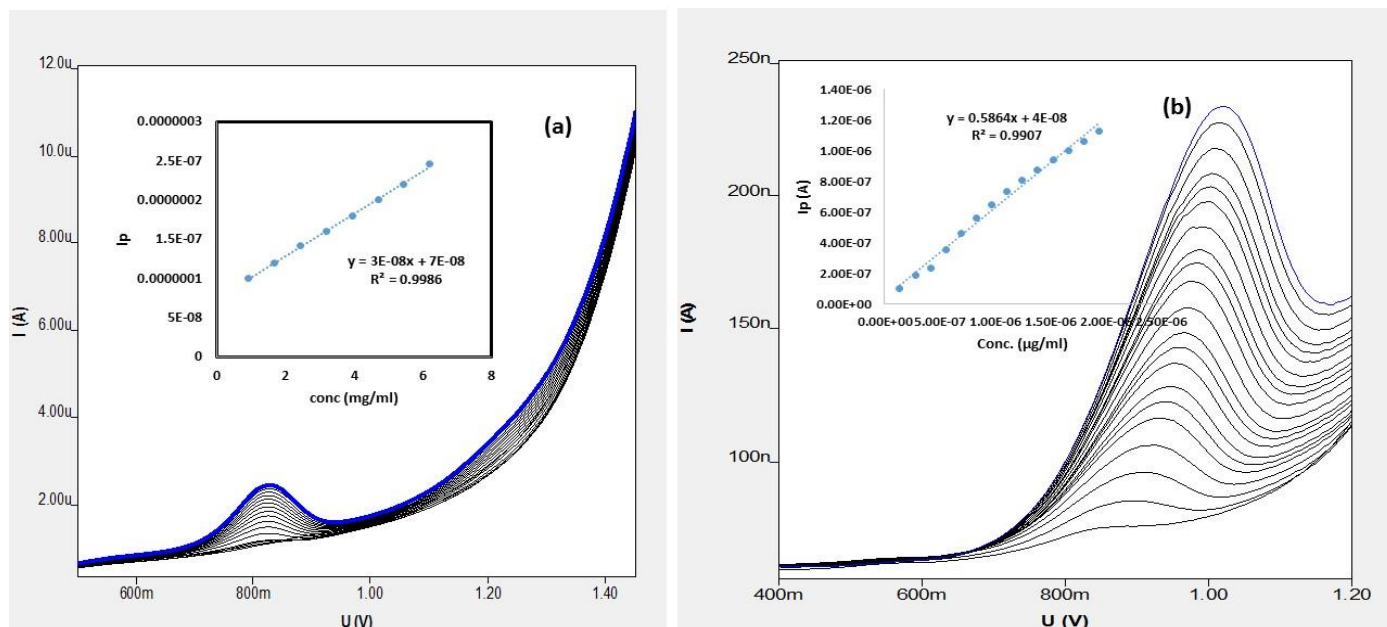 12.0u
10.0u
8.00u
6.00u
4.00u
2.00u
I (A)
600m
800m
1.00
1.20
1.40
U (V)
(a)
0.0000003
2.5E-07
0.0000002
1.5E-07
0.0000001
5E-08
0
Ip
y = 3E-08x + 7E-08
R² = 0.9986
0
2
4
6
8
conc (mg/ml)
250n
200n
150n
100n
I (A)
400m
600m
800m
1.00
1.20
U (V)
(b)
1.40E-06
1.20E-06
1.00E-06
8.00E-07
6.00E-07
4.00E-07
2.00E-07
0.00E+00
Ip (A)
y = 0.5864x + 4E-08
R² = 0.9907
0.00E+00
5.00E-07
1.00E-06
1.50E-06
2.00E-06
2.50E-06
Conc. (µg/ml)